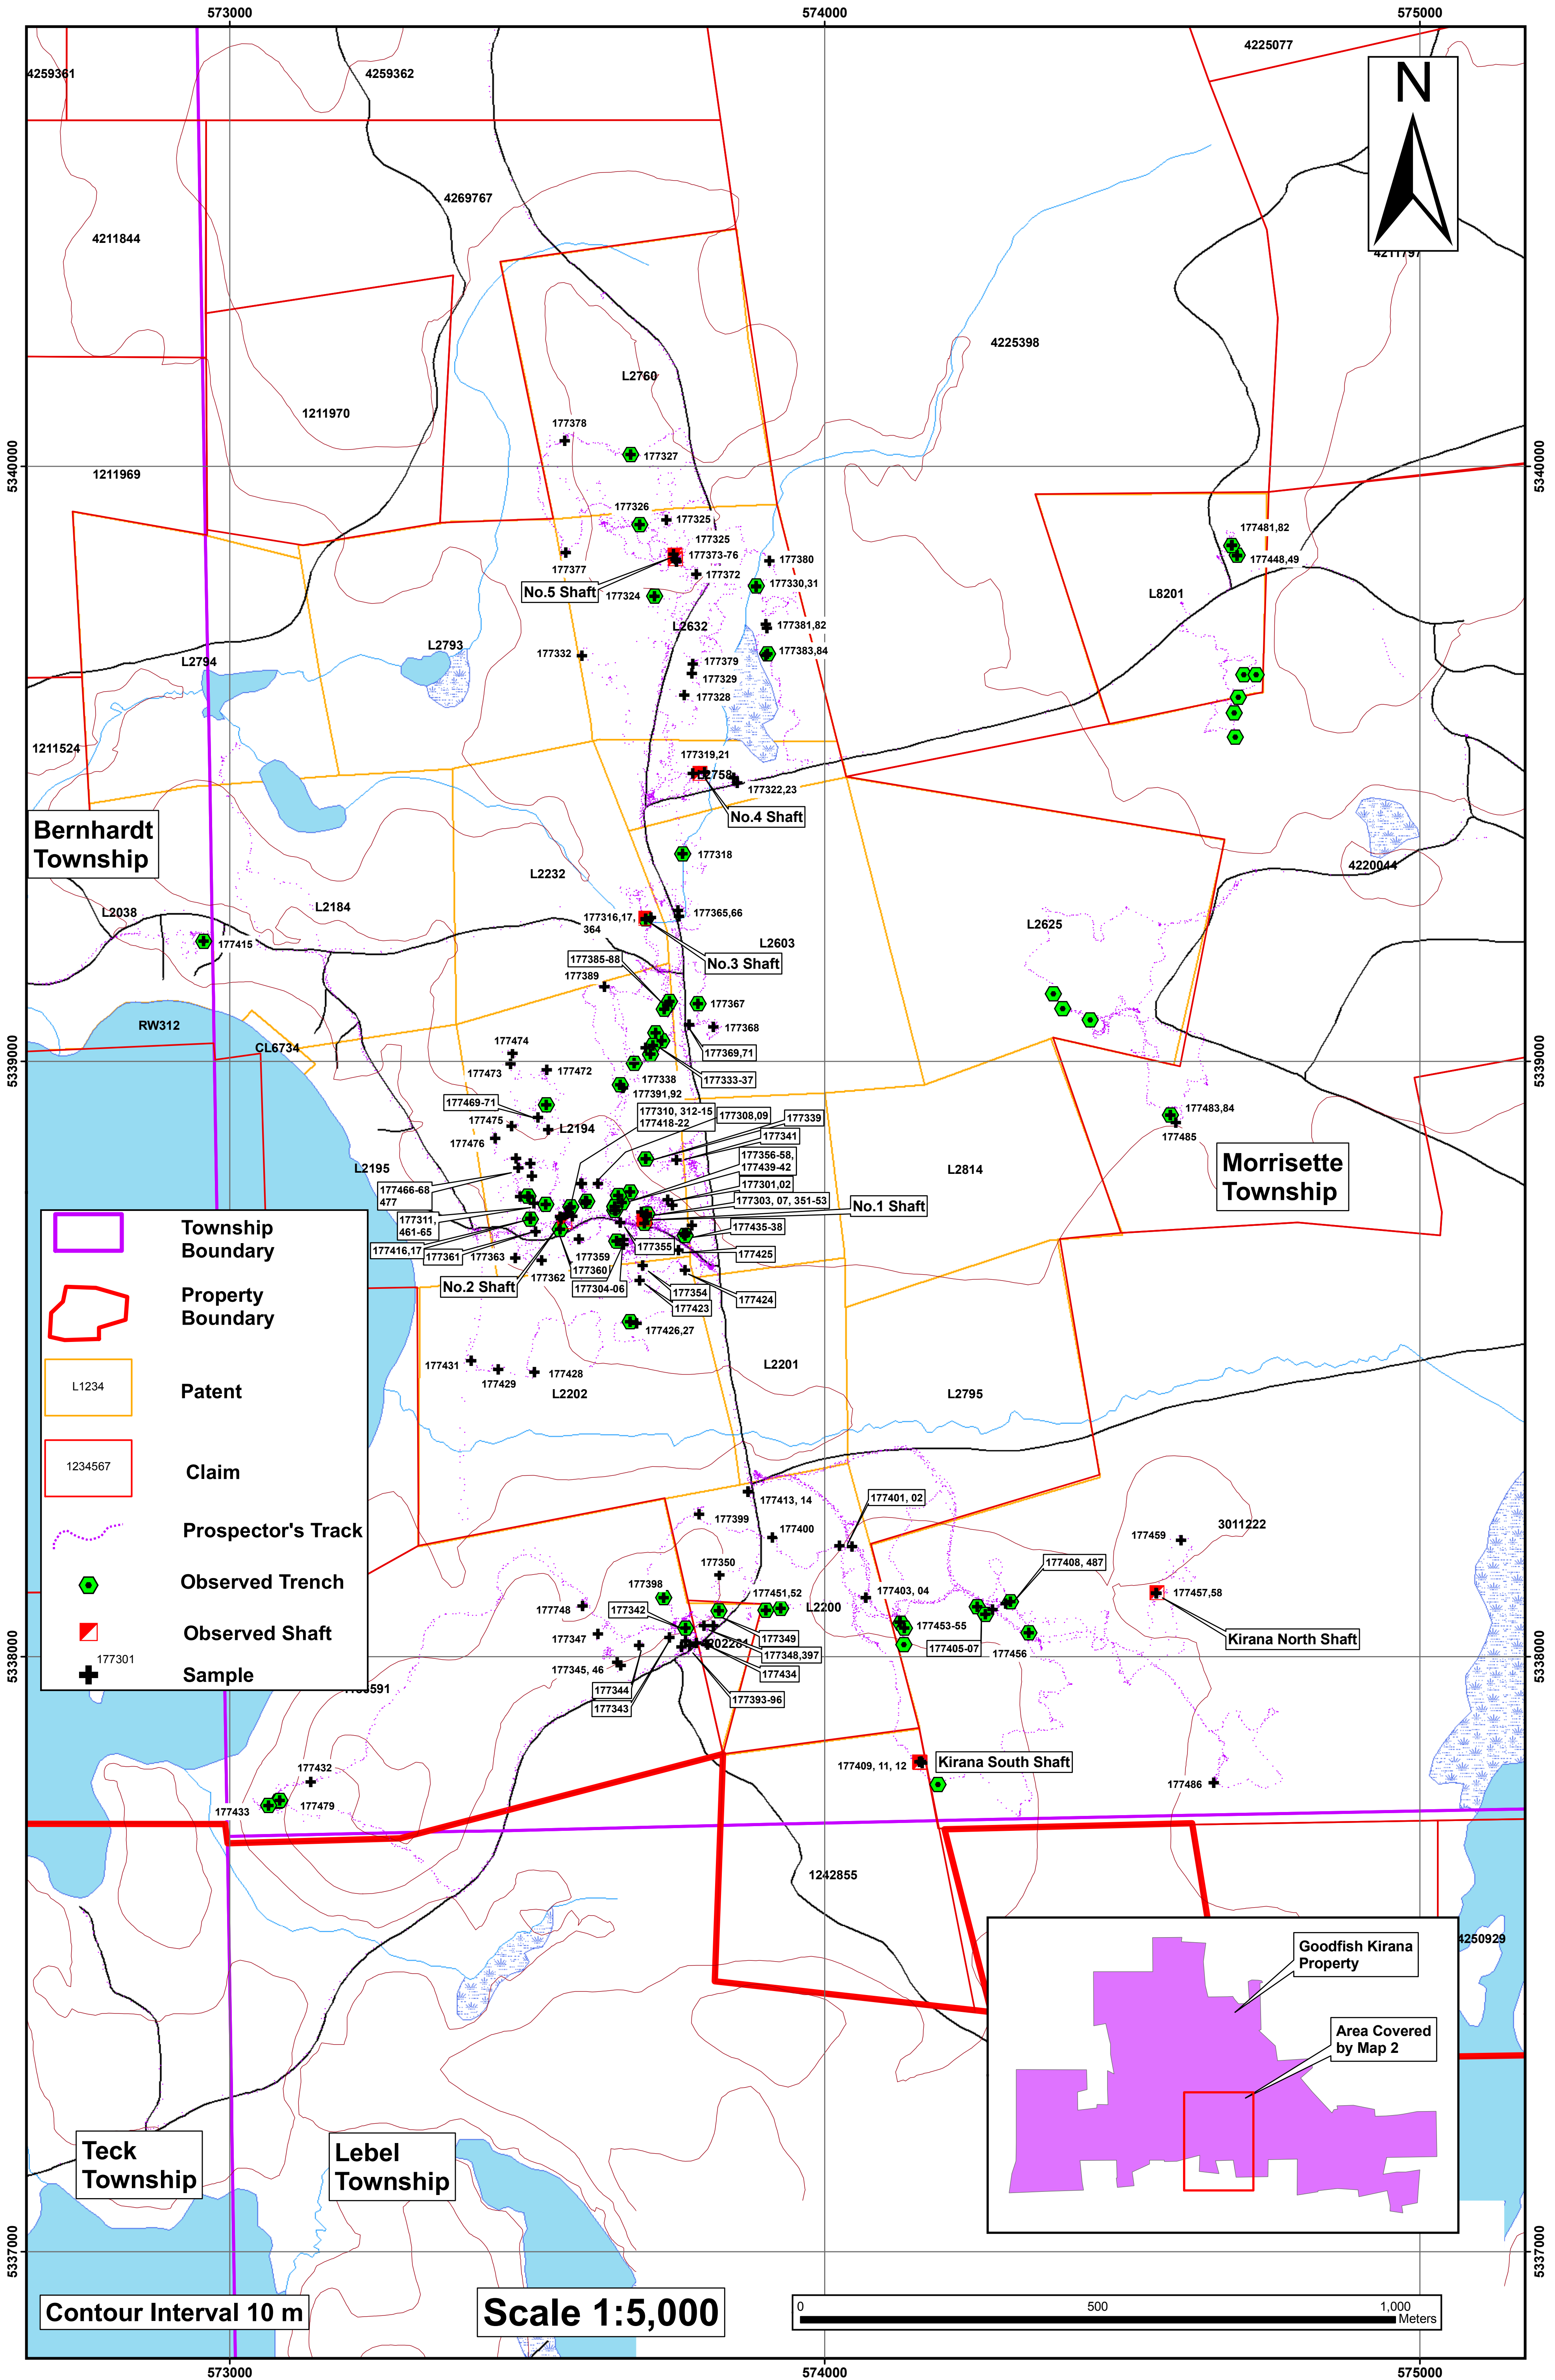 573000
574000
575000
4259361
4259362
4225077
N
4269767
4211844
4211797
4225398
L2760
1211970
177378
177327
5340000
5340000
1211969
177326
177325
177325
177373-76
177377
177372
177380
No.5 Shaft
177324
177330,31
177481,82
177448,49
L8201
L2632
177381,82
L2793
177332
177383,84
L2794
177379
177329
177328
1211524
177319,21
L2758
177322,23
No.4 Shaft
Bernhardt
Township
177318
4220044
L2232
L2038
L2184
177316,17,
364
177365,66
L2625
177415
L2603
177385-88
No.3 Shaft
177389
177367
RW312
177368
CL6734
177474
177369,71
5339000
5339000
177473
177472
177338
177333-37
177391,92
177469-71
177310, 312-15
177418-22
177308,09
177339
177483,84
177475
177485
177476
L2194
177341
L2195
177356-58,
177439-42
L2814
Morrisette
Township
177466-68
477
177301,02
177303, 07, 351-53
No.1 Shaft
177311,
461-65
177435-38
177416,17
177361
177363
177359
177355
177425
177360
177362
No.2 Shaft
177304-06
177354
177424
177423
177426,27
177431
177429
177428
L2202
L2201
L2795
Township
Boundary
Property
Boundary
L1234
Patent
1234567
Claim
Prospector's Track
Observed Trench
Observed Shaft
177301
Sample
177413, 14
177401, 02
177399
177400
177459
3011222
177350
177408, 487
177398
177451,52
177403, 04
177457,58
177748
177342
L2200
177347
177349
177453-55
Kirana North Shaft
177348,397
177405-07
177456
5338000
5338000
177345, 46
177434
177344
177343
177393-96
177409, 11, 12
Kirana South Shaft
177432
177486
177433
177479
1242855
4250929
Goodfish Kirana
Property
Area Covered
by Map 2
Teck
Township
Lebel
Township
5337000
5337000
Contour Interval 10 m
Scale 1:5,000
0
500
1,000
Meters
573000
574000
575000